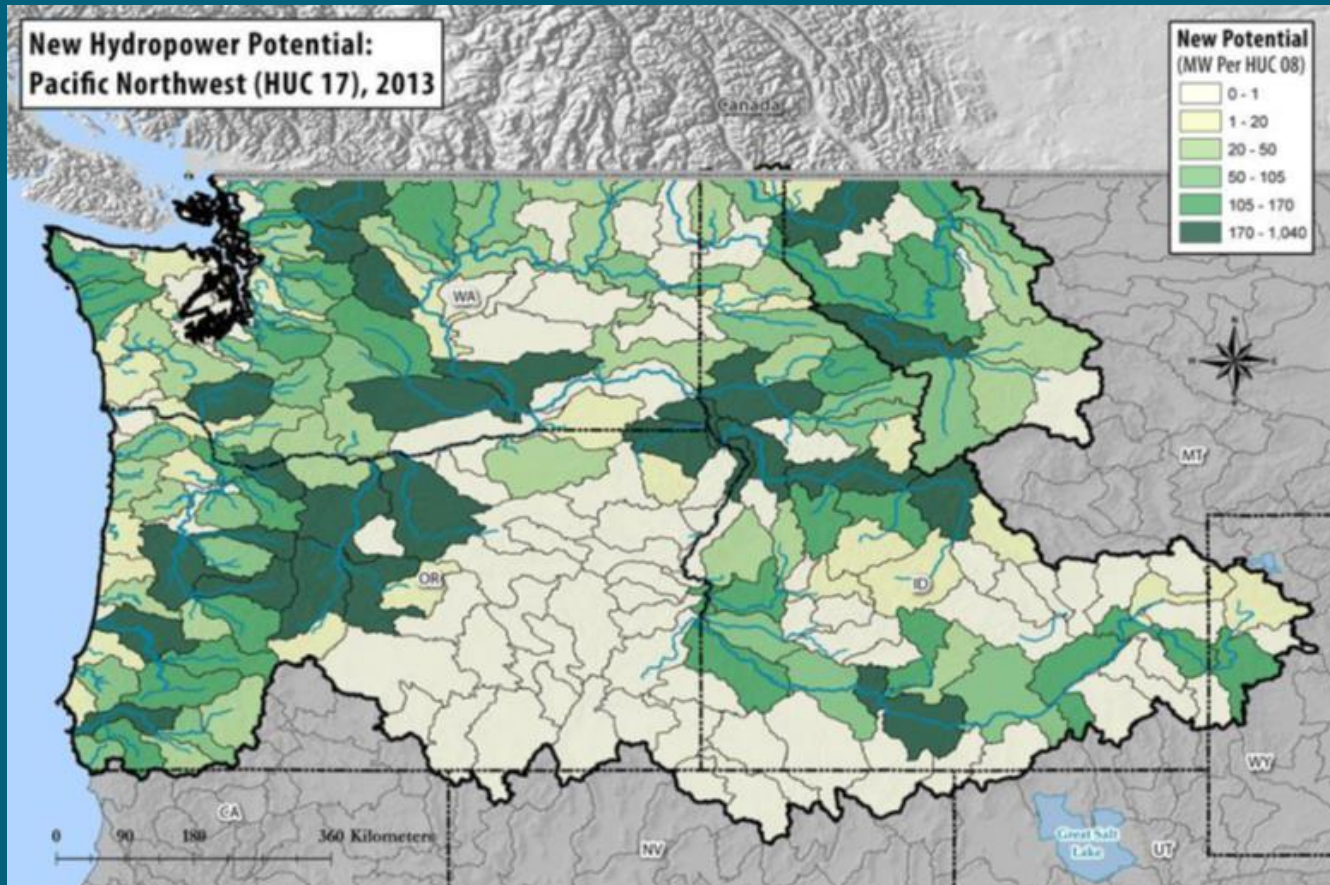 New Hydropower Potential:
Pacific Northwest (HUC 17), 2013
New Potential
(MW Per HUC 08)
0 - 1
1 - 20
20 - 50
50 - 105
105 - 170
170 - 1,040
Canada
WA
MT
OR
ID
WY
CA
NV
UT
Great Salt
Lake
0 90 180 360 Kilometers